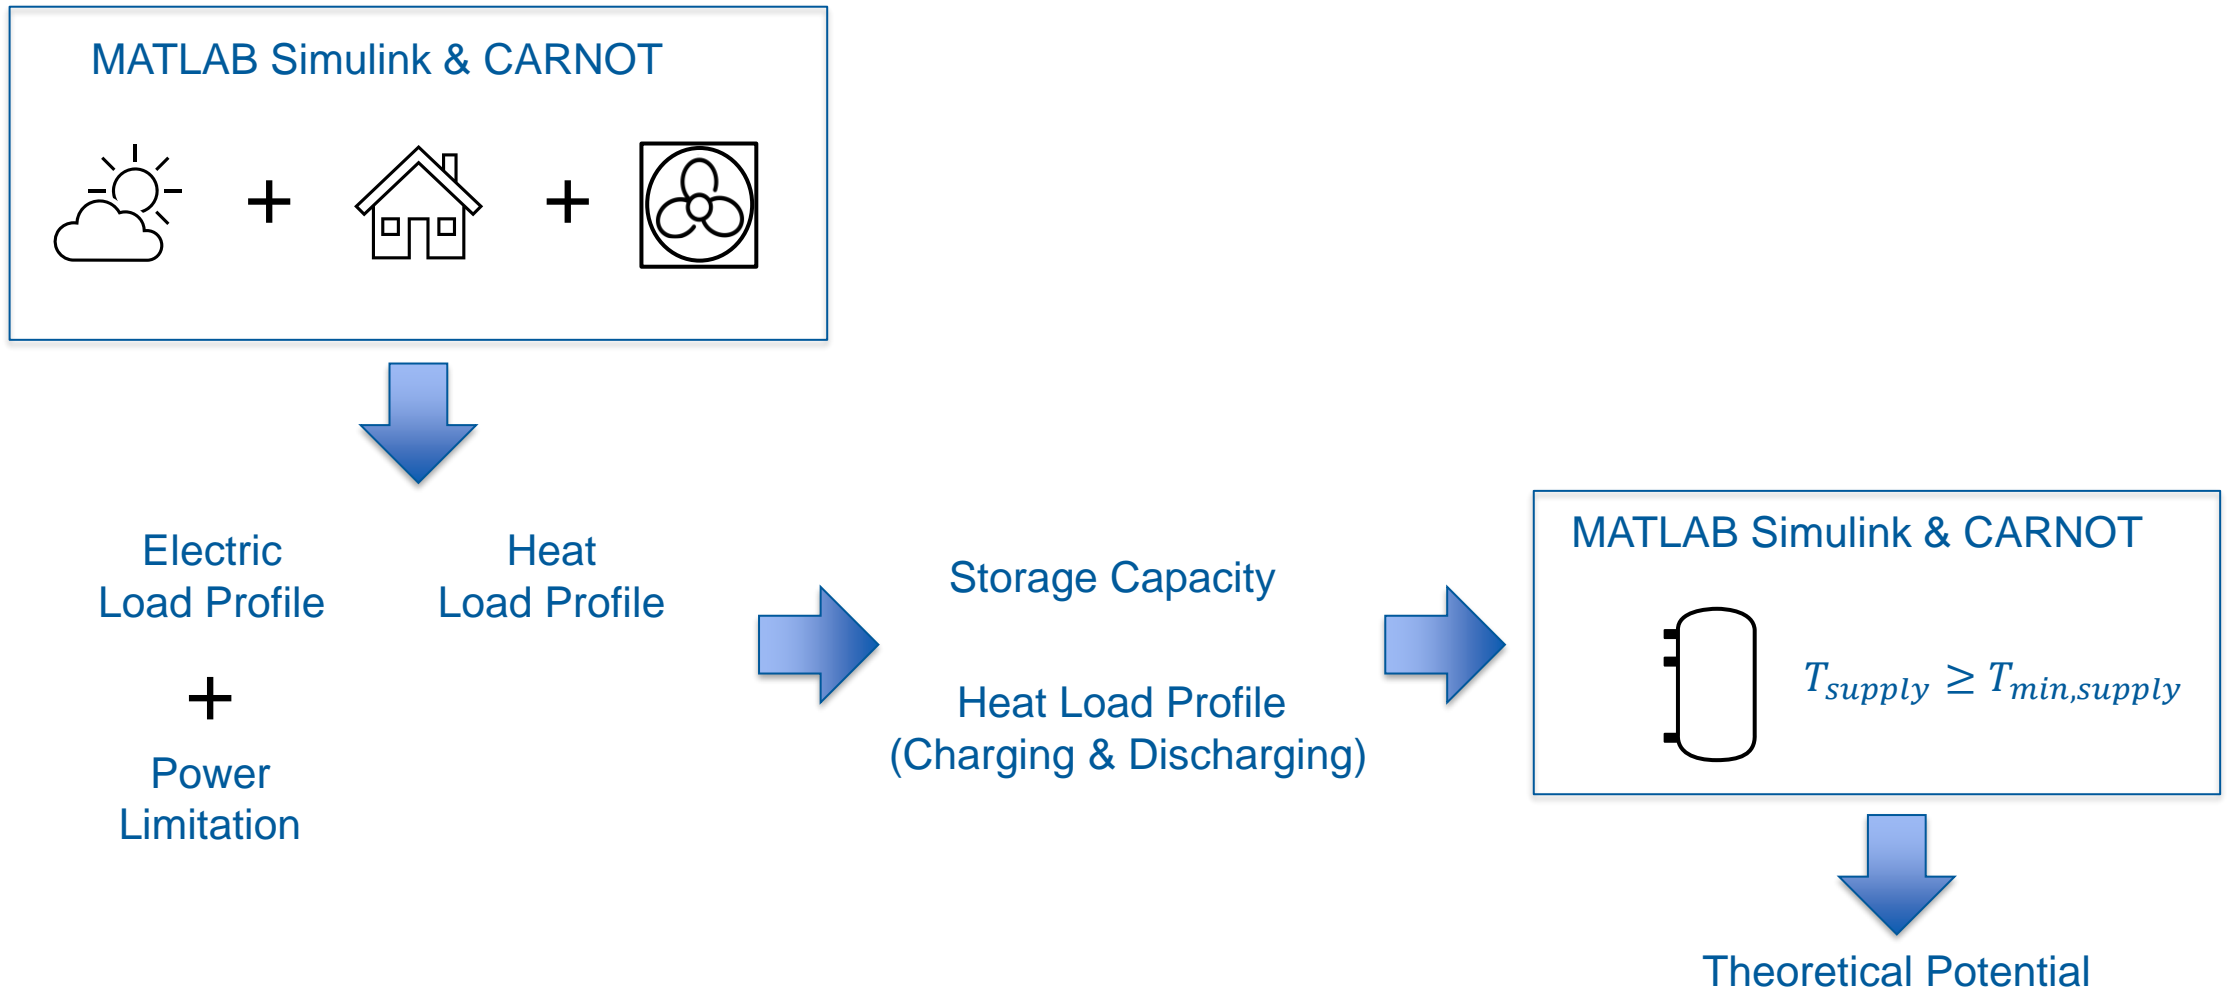 MATLAB Simulink & CARNOT
+
+
Electric
Load Profile
+
Power
Limitation
Heat
Load Profile
Storage Capacity
Heat Load Profile
(Charging & Discharging)
MATLAB Simulink & CARNOT
T_supply ≥ T_min,supply
Theoretical Potential